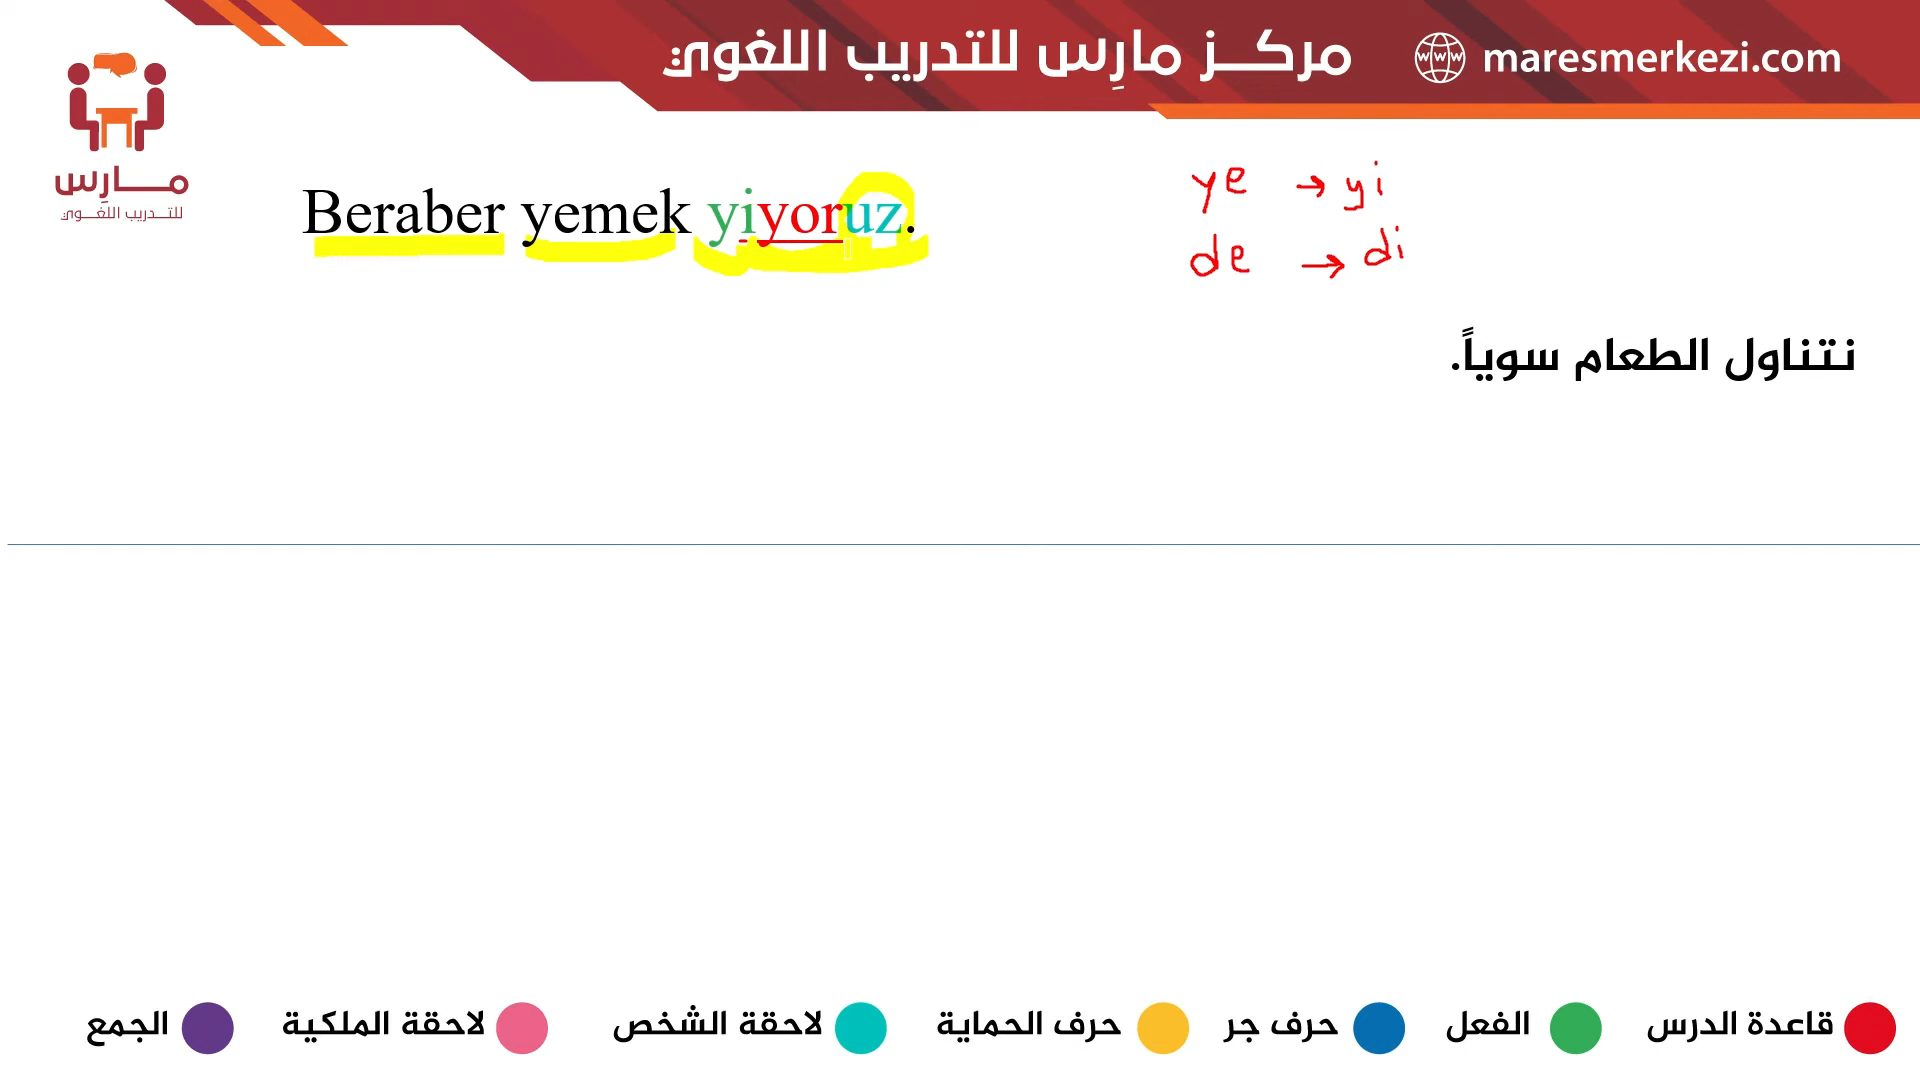 مركــز مارِس للتدريب اللغوي
maresmerkezi.com
مــارِس
للتــدريب اللغــوي
Beraber yemek yiyoruz.
ye → yi
de → di
نتناول الطعام سوياً.
قاعدة الدرس
الفعل
حرف جر
حرف الحماية
لاحقة الشخص
لاحقة الملكية
الجمع